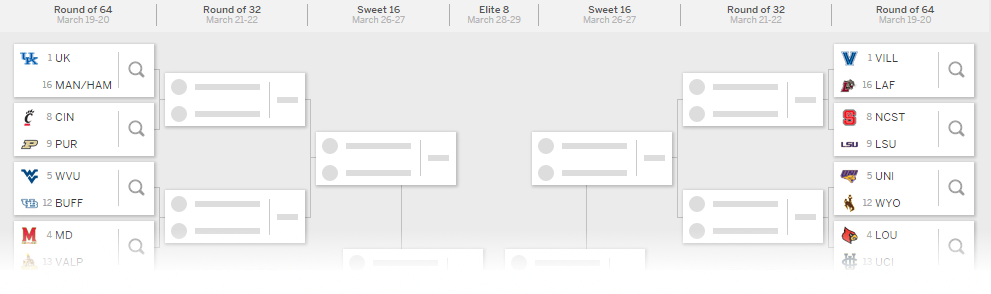 Round of 64
March 19-20
Round of 32
March 21-22
Sweet 16
March 26-27
Elite 8
March 28-29
Sweet 16
March 26-27
Round of 32
March 21-22
Round of 64
March 19-20
1 UK
16 MAN/HAM
8 CIN
9 PUR
5 WVU
12 BUFF
4 MD
13 VALP
1 VILL
16 LAF
8 NCST
LSU 9 LSU
5 UNI
12 WYO
4 LOU
13 UCI